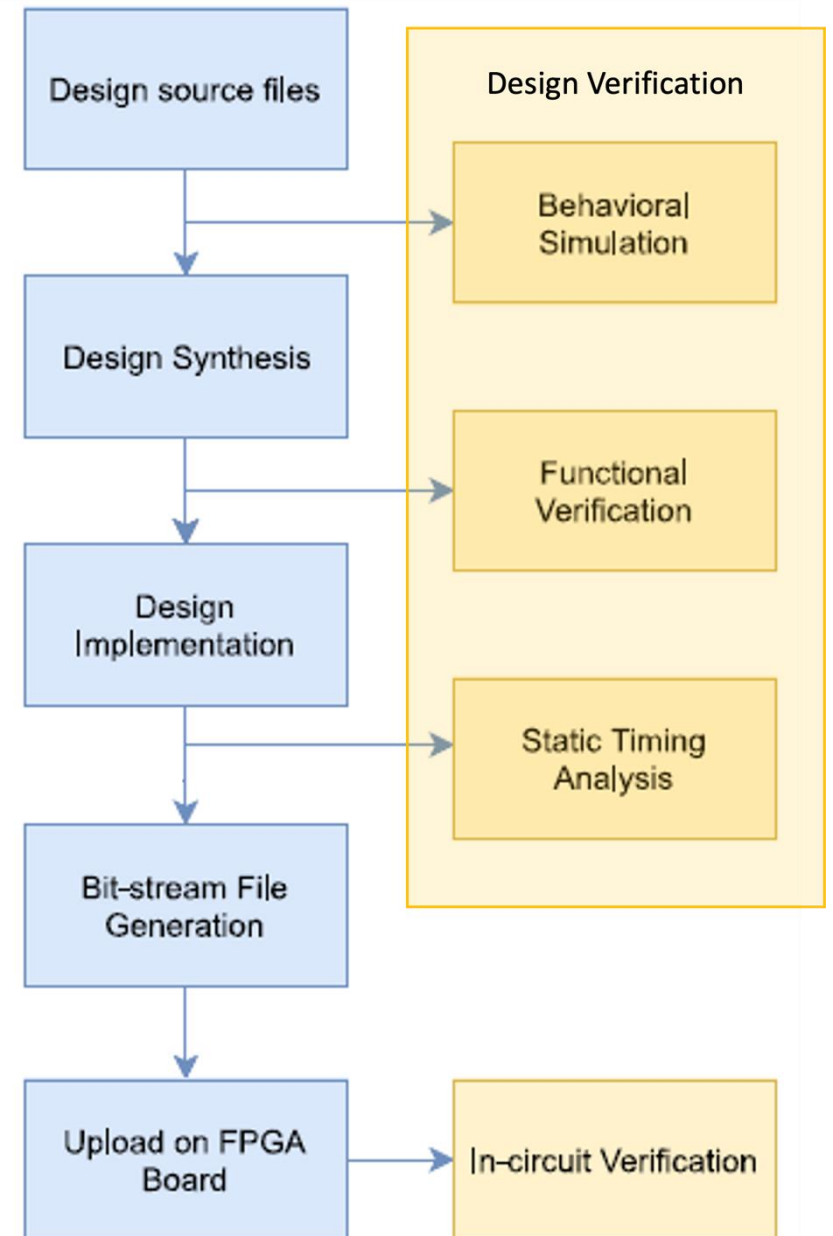 Design source files
Design Verification
Behavioral
Simulation
Design Synthesis
Functional
Verification
Design
Implementation
Static Timing
Analysis
Bit-stream File
Generation
Upload on FPGA
Board
In-circuit Verification